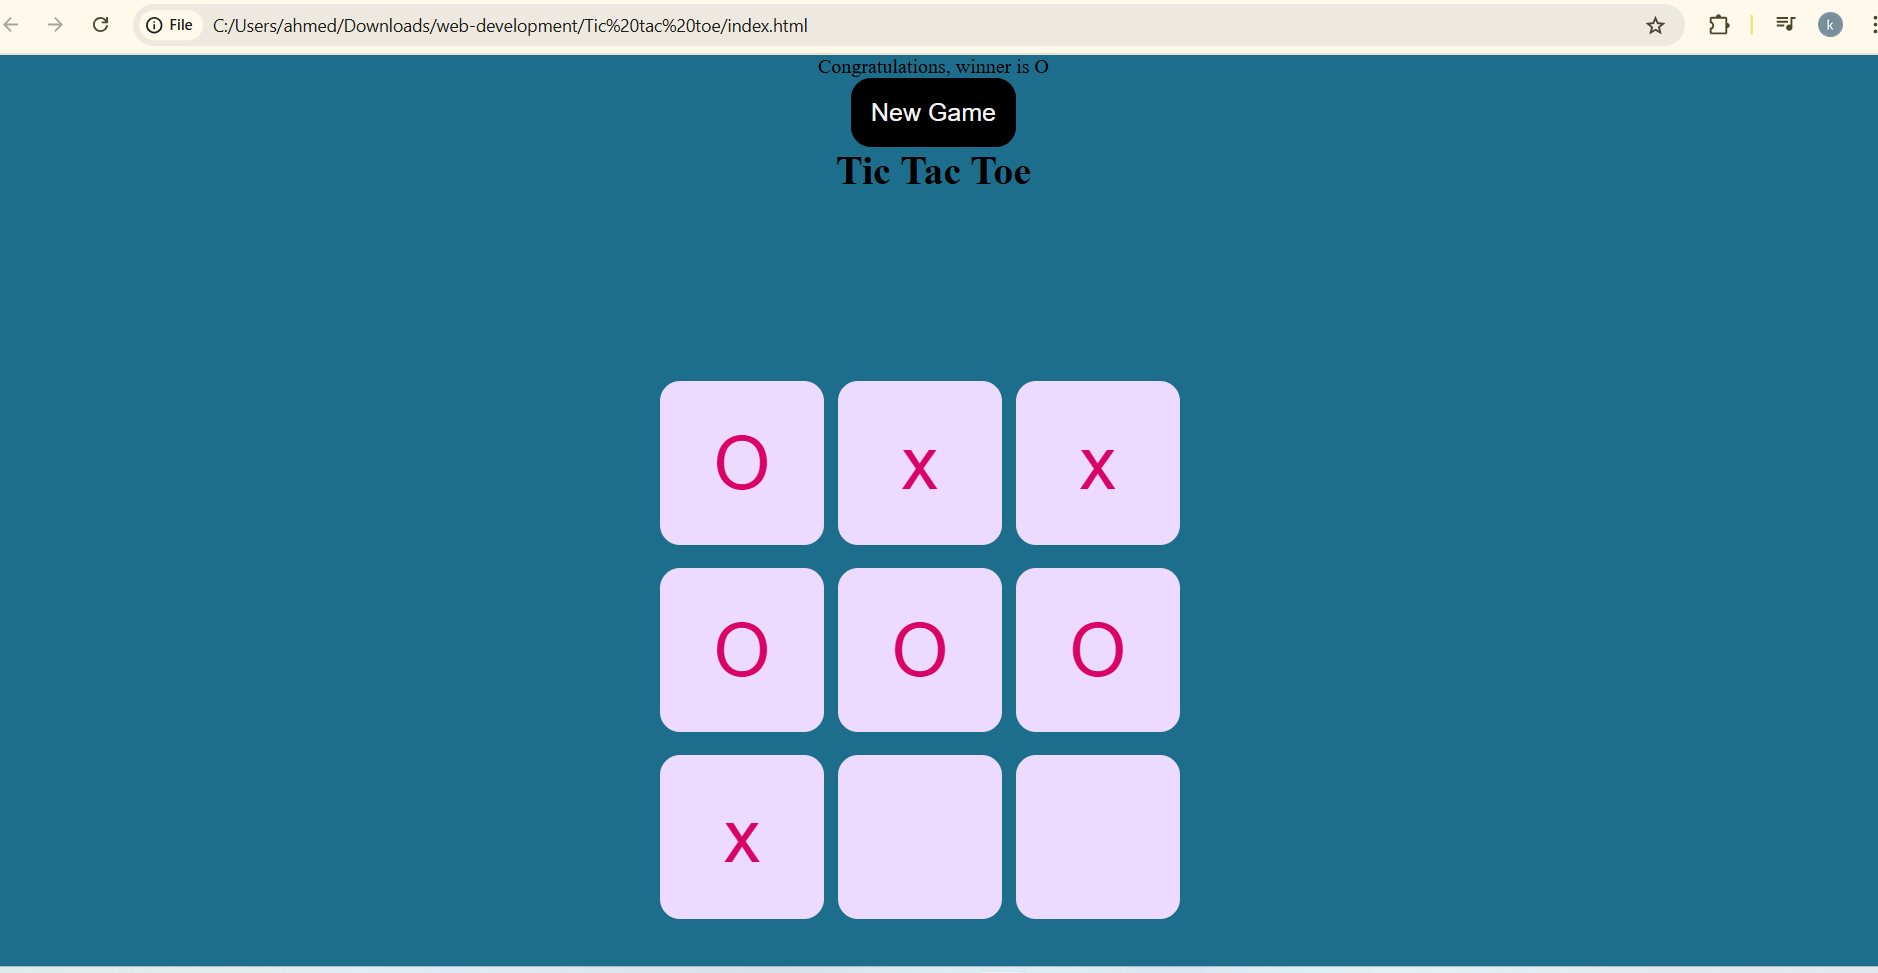 File C:/Users/ahmed/Downloads/web-development/Tic%20tac%20toe/index.html k
Congratulations, winner is O
New Game
Tic Tac Toe
O x x
O O O
x